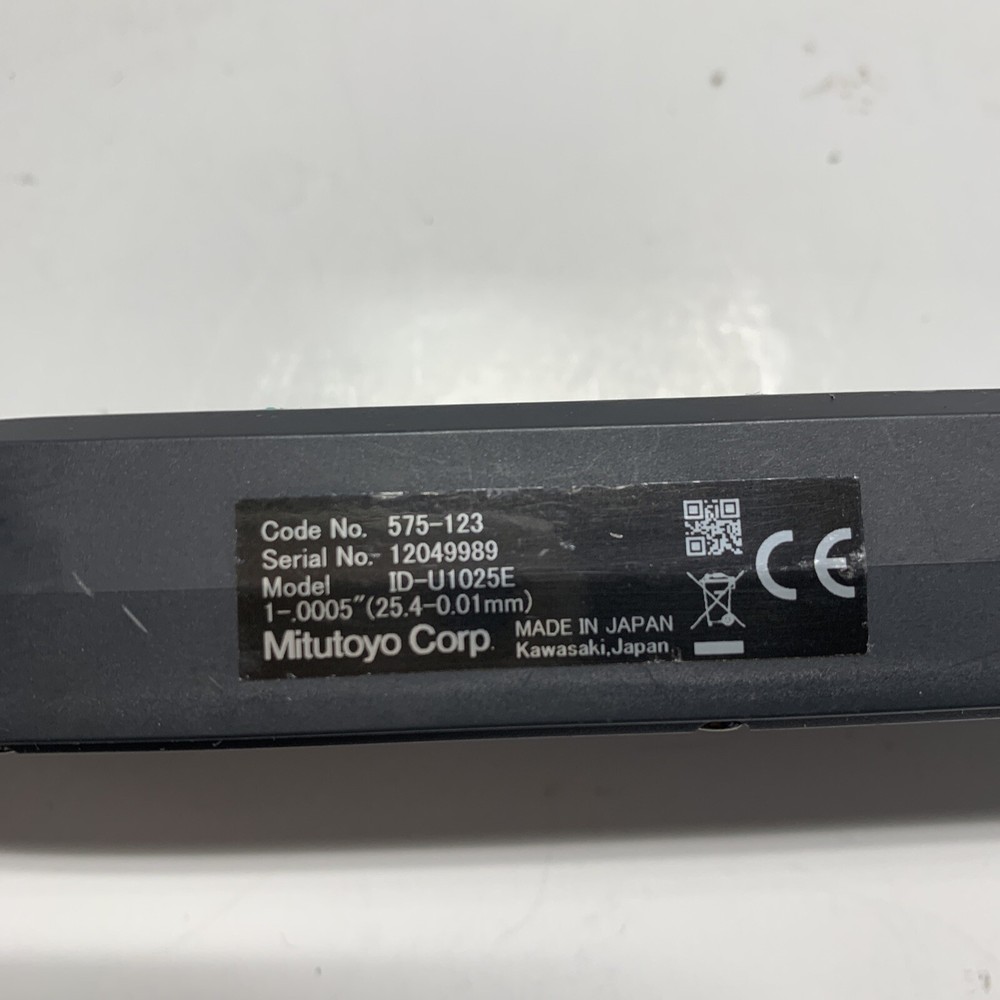 Code No. 575-123
Serial No. 12049989
Model ID-U1025E
1-.0005"(25.4-0.01mm)
Mitutoyo Corp. MADE IN JAPAN
Kawasaki,Japan
CE